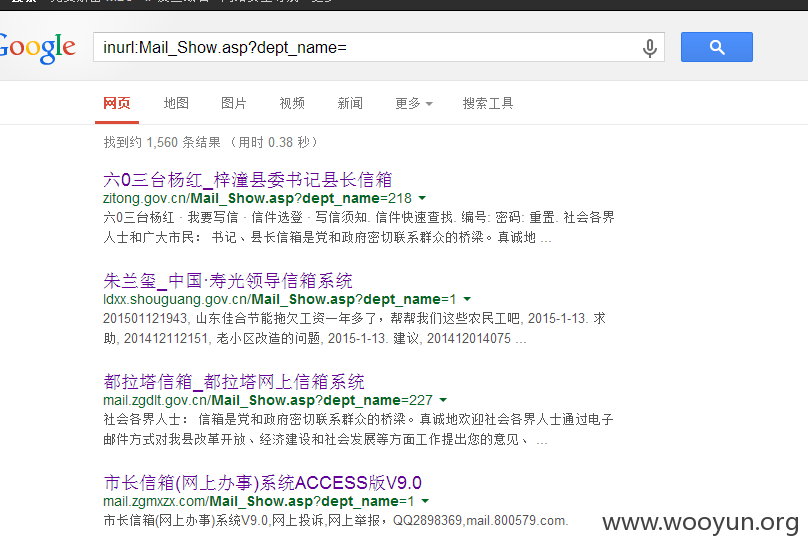 Google
inurl:Mail_Show.asp?dept_name=
网页 地图 图片 视频 新闻 更多 搜索工具
找到约 1,560 条结果 （用时 0.38 秒）
六0三台杨红_梓潼县委书记县长信箱
zitong.gov.cn/Mail_Show.asp?dept_name=218
六0三台杨红 · 我要写信 · 信件选登 · 写信须知. 信件快速查找. 编号: 密码: 重置. 社会各界
人士和广大市民： 书记、县长信箱是党和政府密切联系群众的桥梁。真诚地 ...
朱兰玺_中国·寿光领导信箱系统
ldxx.shouguang.gov.cn/Mail_Show.asp?dept_name=1
201501121943, 山东佳合节能拖欠工资一年多了，帮帮我们这些农民工吧, 2015-1-13. 求
助, 201412112151, 老小区改造的问题, 2015-1-13. 建议, 201412014075 ...
都拉塔信箱_都拉塔网上信箱系统
mail.zgdlt.gov.cn/Mail_Show.asp?dept_name=227
社会各界人士： 信箱是党和政府密切联系群众的桥梁。真诚地欢迎社会各界人士通过电子
邮件方式对我县改革开放、经济建设和社会发展等方面工作提出您的意见、 ...
市长信箱(网上办事)系统ACCESS版V9.0
mail.zgmxzx.com/Mail_Show.asp?dept_name=1
市长信箱(网上办事)系统V9.0,网上投诉,网上举报，QQ2898369,mail.800579.com.
www.wooyun.org